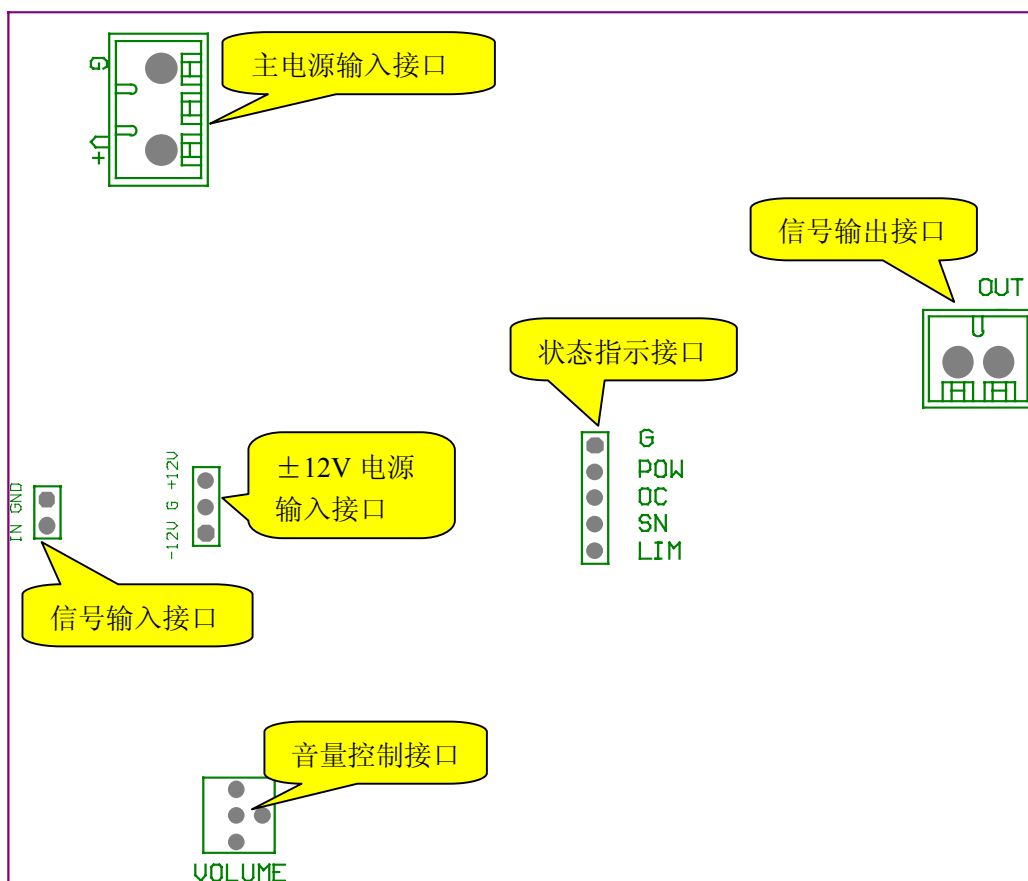 主电源输入接口
G
+V
信号输出接口
OUT
状态指示接口
G
POW
OC
SN
LIM
±12V 电源
输入接口
-12V G +12V
IN GND
信号输入接口
音量控制接口
VOLUME